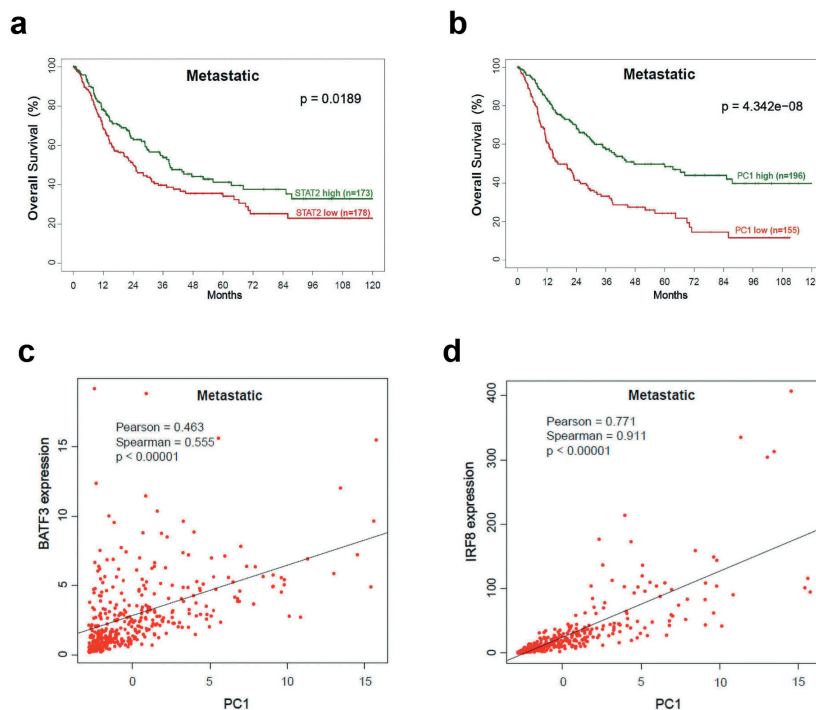 a
Metastatic
p = 0.0189
Overall Survival (%)
100
80
60
40
20
0
STAT2 high (n=173)
STAT2 low (n=178)
0 12 24 36 48 60 72 84 96 108 120
Months
b
Metastatic
p = 4.342e−08
Overall Survival (%)
100
80
60
40
20
0
PC1 high (n=196)
PC1 low (n=155)
0 12 24 36 48 60 72 84 96 108 120
Months
c
Metastatic
Pearson = 0.463
Spearman = 0.555
p < 0.00001
BATF3 expression
15
10
5
0
0 5 10 15
PC1
d
Metastatic
Pearson = 0.771
Spearman = 0.911
p < 0.00001
IRF8 expression
400
300
200
100
0
0 5 10 15
PC1